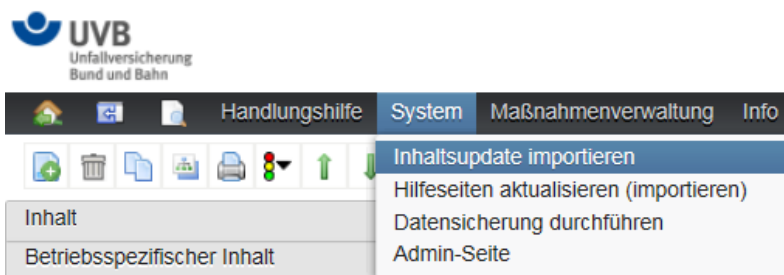 UVB
Unfallversicherung
Bund und Bahn
Handlungshilfe System Maßnahmenverwaltung Info
Inhaltsupdate importieren
Hilfeseiten aktualisieren (importieren)
Datensicherung durchführen
Admin-Seite
Inhalt
Betriebsspezifischer Inhalt